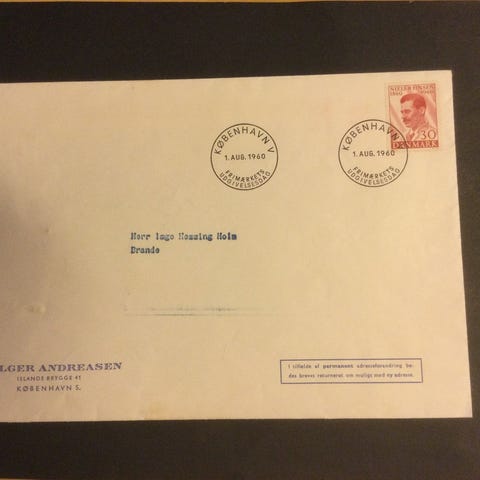 NIELS R. FINSEN
1860 1960
30
DANMARK
KØBENHAVN V
1. AUG. 1960
FRIMÆRKETS
UDGIVELSESDAG
KØBENHAVN
1. AUG. 1960
FRIMÆRKETS
UDGIVELSESDAG
Herr Holm
Brande
LGER ANDREASEN
ISLANDS BRYGGE 41
KØBENHAVN S.
I tilfælde af permanent adresseforandring be-
des brevet returneret om muligt med ny adresse.